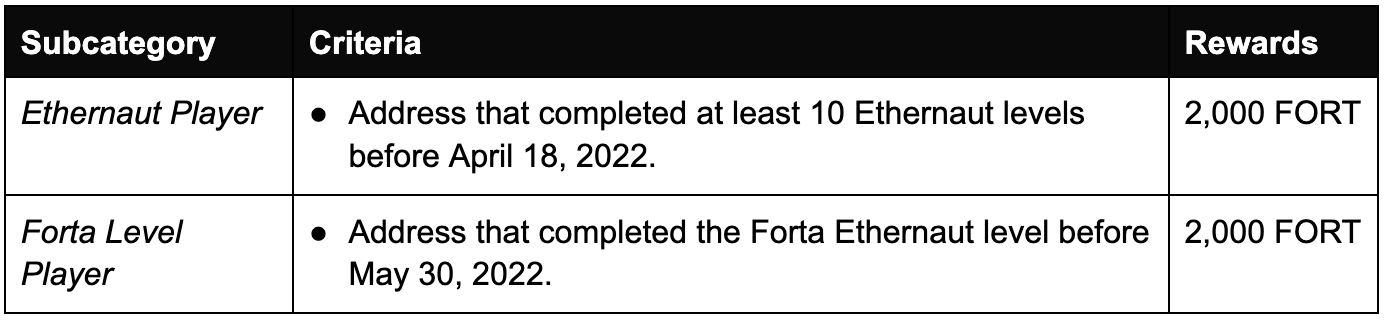 Subcategory Criteria Rewards
Ethernaut Player ● Address that completed at least 10 Ethernaut levels 2,000 FORT
before April 18, 2022.
Forta Level ● Address that completed the Forta Ethernaut level before 2,000 FORT
Player May 30, 2022.